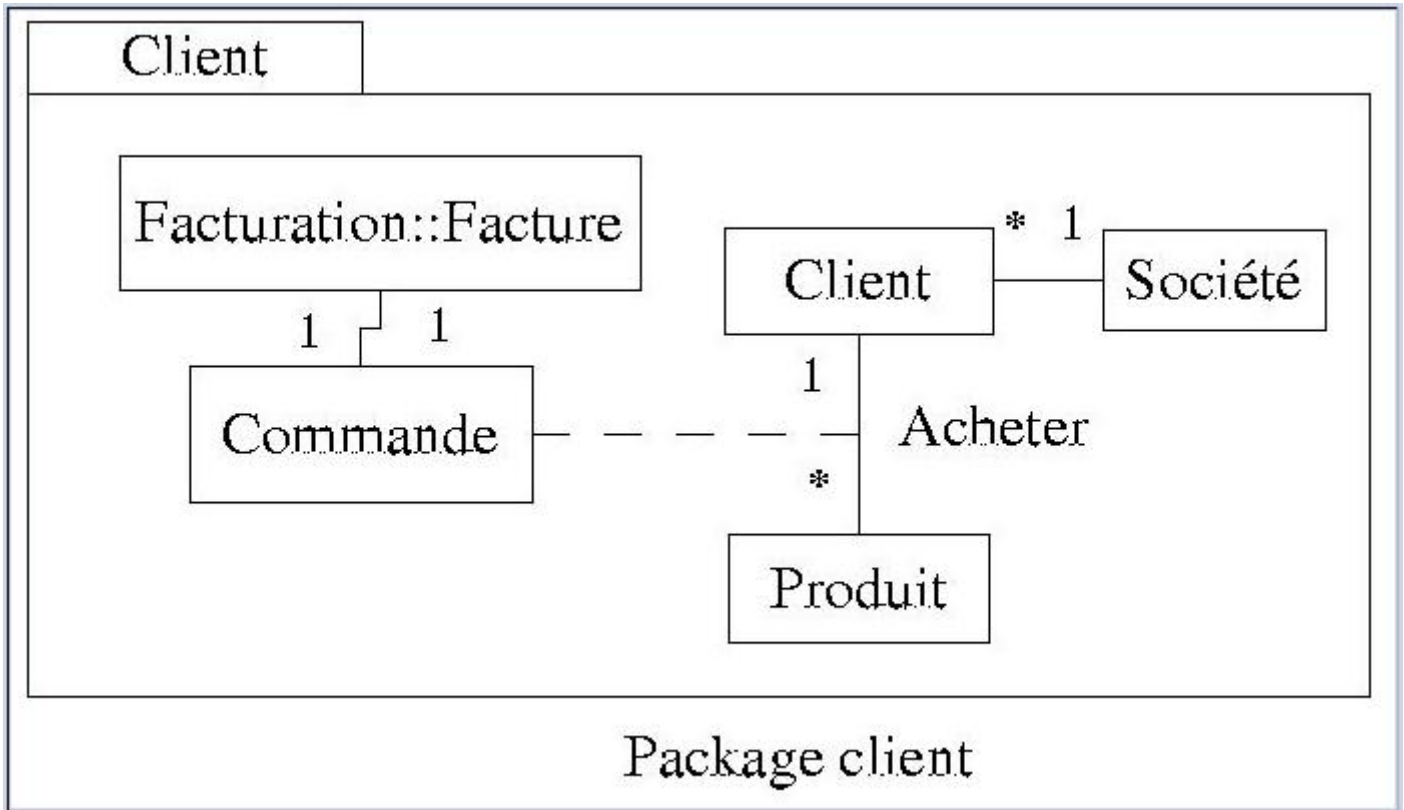 Client
Facturation::Facture
Client
* 1
Société
1 1
1
Commande
Acheter
*
Produit
Package client